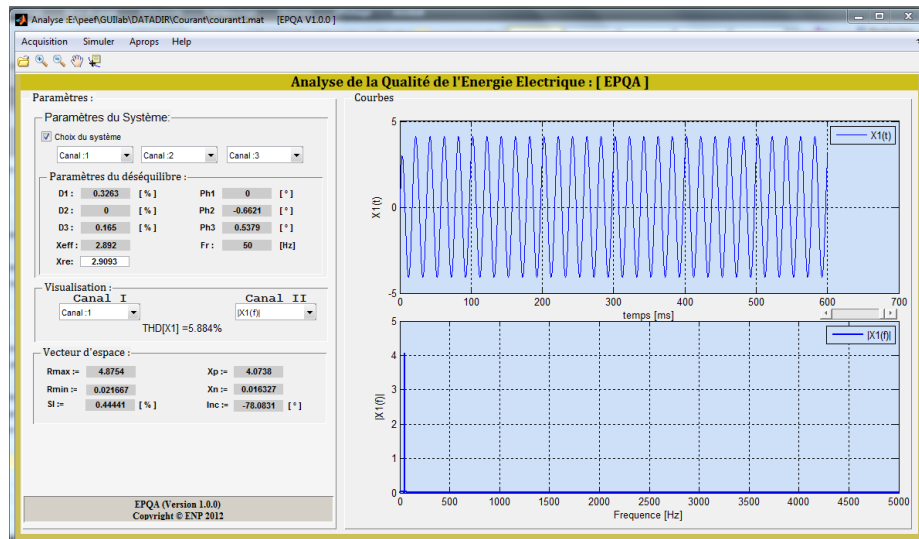 Analyse :E:\peef\GUIlab\DATADIR\Courant\courant1.mat [EPQA V1.0.0 ]
Acquisition Simuler Aprops Help
Analyse de la Qualité de l'Energie Electrique : [ EPQA ]
Paramètres :
Paramètres du Système:
Choix du système
Canal :1 Canal :2 Canal :3
Paramètres du déséquilibre :
D1 : 0.3263 [ % ] Ph1 0 [ ° ]
D2 : 0 [ % ] Ph2 -0.6621 [ ° ]
D3 : 0.165 [ % ] Ph3 0.5379 [ ° ]
Xeff : 2.892 Fr : 50 [Hz]
Xre: 2.9093
Visualisation :
Canal I Canal II
Canal :1 |X1(f)|
THD[X1] =5.884%
Vecteur d'espace :
Rmax := 4.8754 Xp := 4.0738
Rmin := 0.021667 Xn := 0.016327
SI := 0.44441 [ % ] Inc := -78.0831 [ ° ]
EPQA (Version 1.0.0)
Copyright © ENP 2012
Courbes
X1(t)
5
0
-5
X1(t)
0 100 200 300 400 500 600 700
temps [ms]
|X1(f)|
5
4
3
2
1
0
|X1(f)|
0 500 1000 1500 2000 2500 3000 3500 4000 4500 5000
Frequence [Hz]